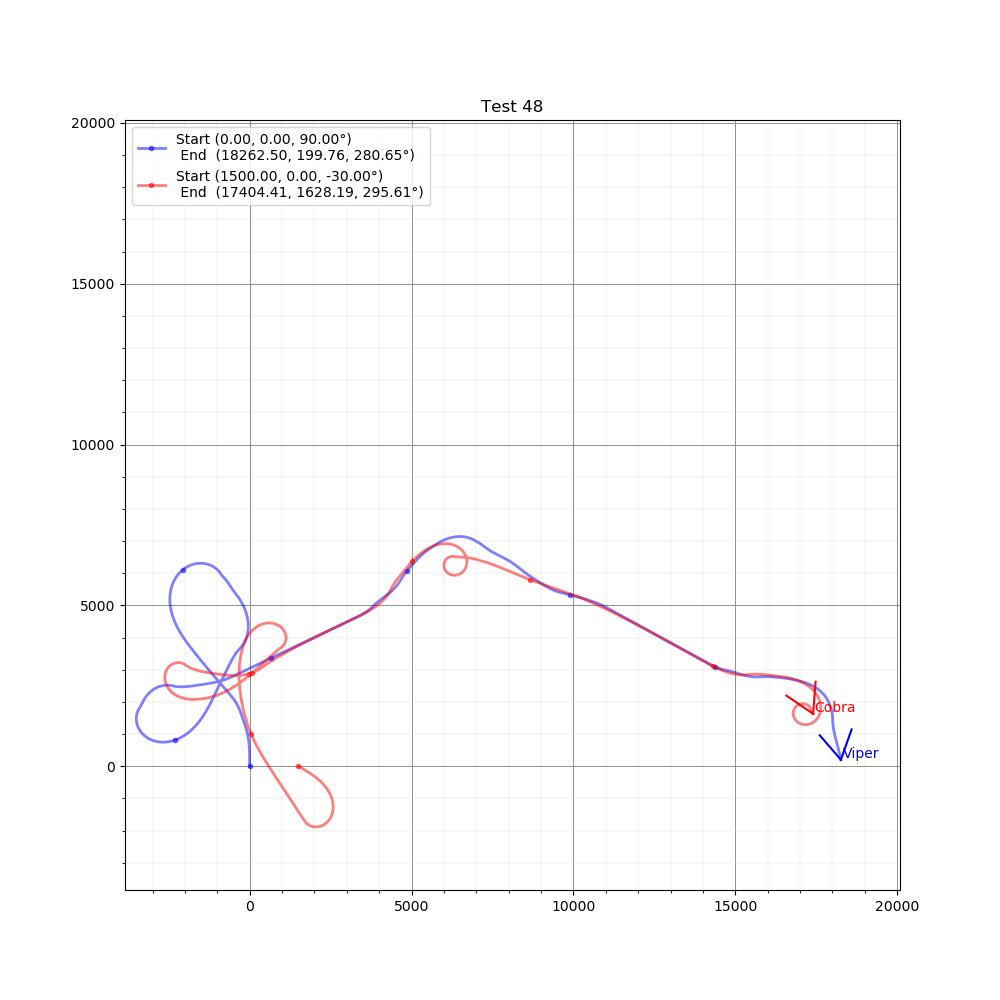 Test 48
20000
Start (0.00, 0.00, 90.00°)
End  (18262.50, 199.76, 280.65°)
Start (1500.00, 0.00, -30.00°)
End  (17404.41, 1628.19, 295.61°)
15000
10000
5000
Cobra
Viper
0
0
5000
10000
15000
20000